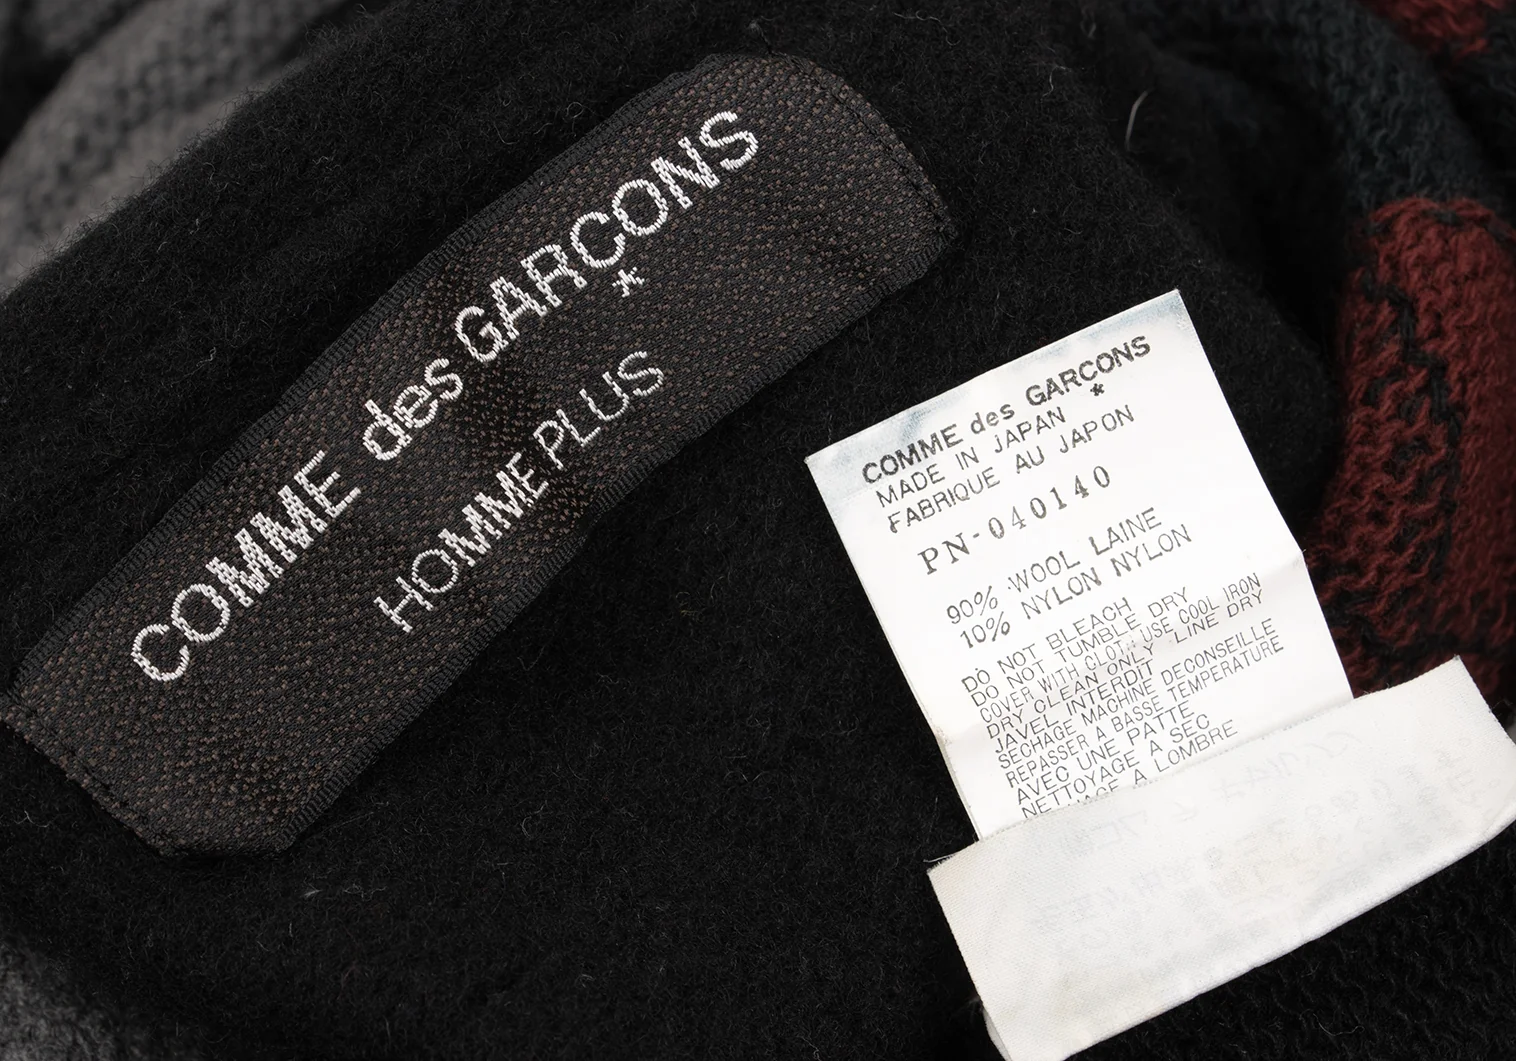 COMME des GARCONS
*
HOMME PLUS
COMME des GARCONS
*
MADE IN JAPAN
FABRIQUE AU JAPON
PN-040140
90% WOOL LAINE
10% NYLON NYLON
DO NOT BLEACH
DO NOT TUMBLE DRY
COVER WITH CLOTH USE COOL IRON
DRY CLEAN ONLY LINE DRY
JAVEL INTERDIT
SECHAGE MACHINE DECONSEILLE
REPASSER A BASSE TEMPERATURE
AVEC UNE PATTE
NETTOYAGE A SEC
A LOMBRE